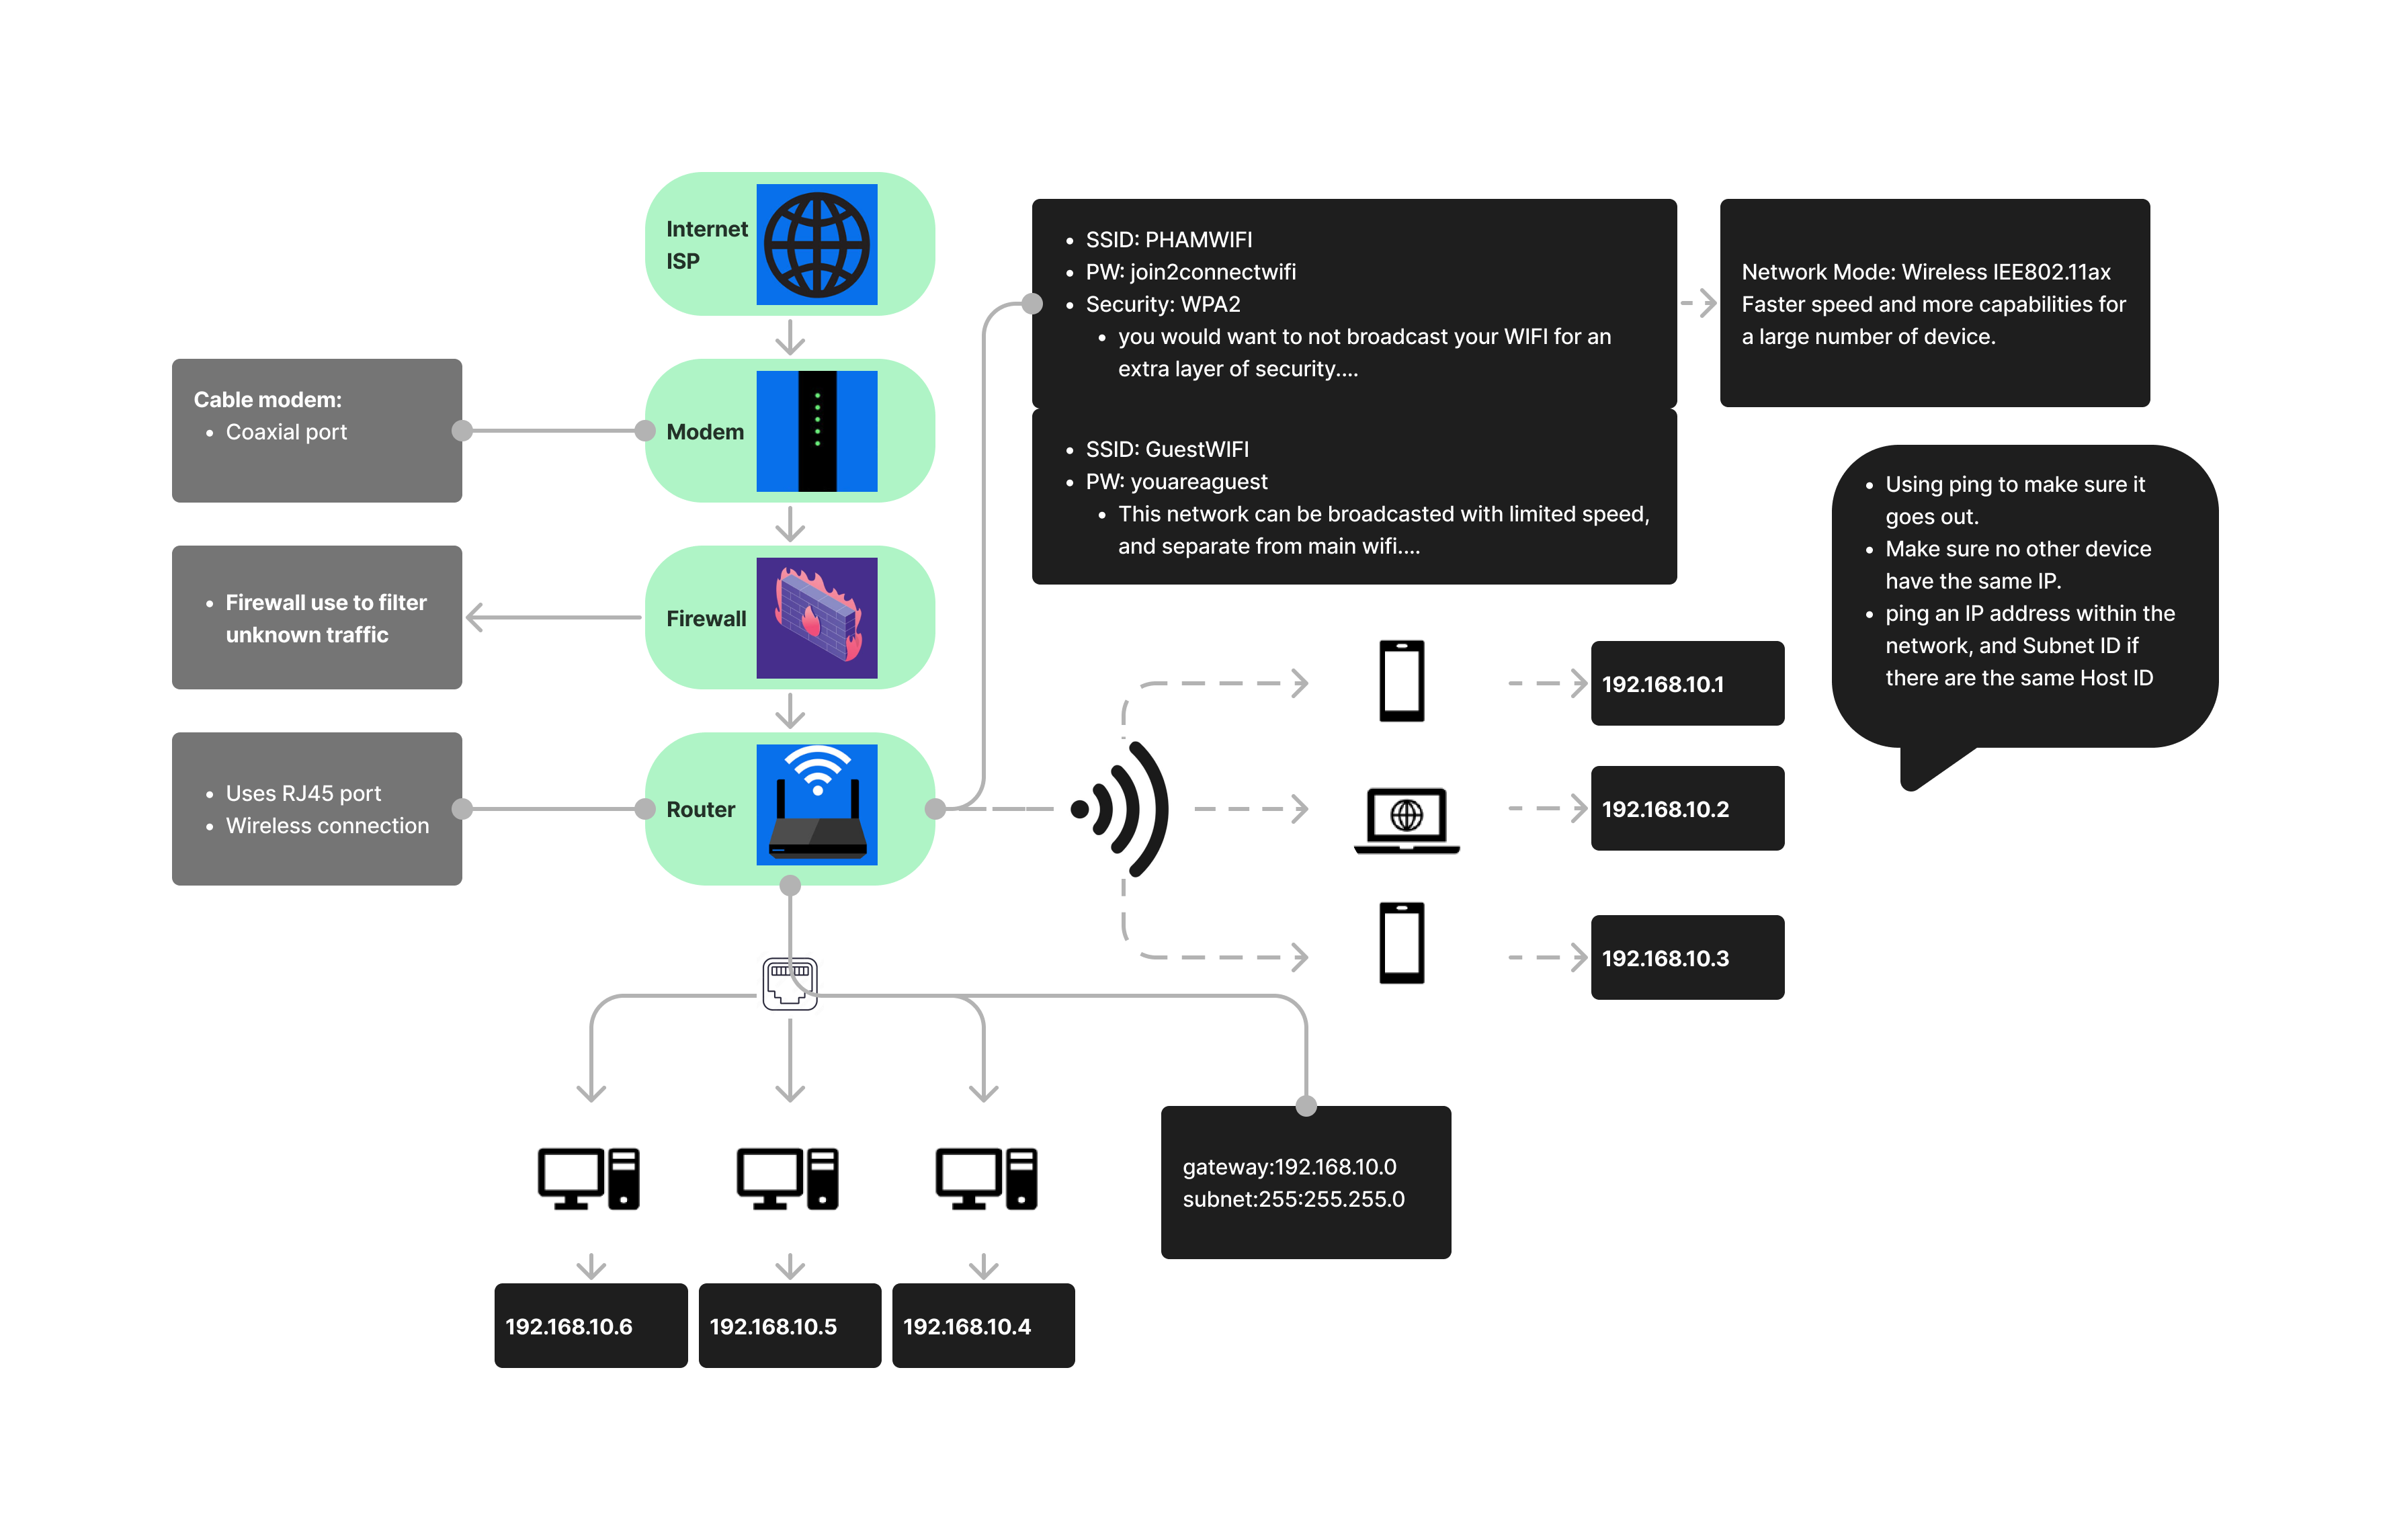 Internet
ISP
Cable modem:
Coaxial port
Modem
Firewall use to filter
unknown traffic
Firewall
Uses RJ45 port
Wireless connection
Router
SSID: PHAMWIFI
PW: join2connectwifi
Security: WPA2
you would want to not broadcast your WIFI for an
extra layer of security....
SSID: GuestWIFI
PW: youareaguest
This network can be broadcasted with limited speed,
and separate from main wifi....
Network Mode: Wireless IEE802.11ax
Faster speed and more capabilities for
a large number of device.
Using ping to make sure it
goes out.
Make sure no other device
have the same IP.
ping an IP address within the
network, and Subnet ID if
there are the same Host ID
192.168.10.1
192.168.10.2
192.168.10.3
gateway:192.168.10.0
subnet:255:255.255.0
192.168.10.6
192.168.10.5
192.168.10.4